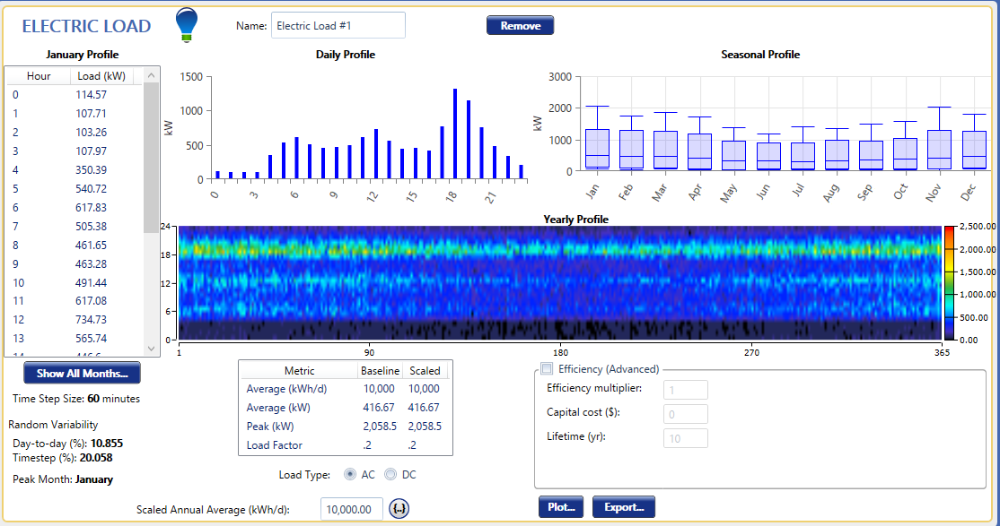 ELECTRIC LOAD
Name: Electric Load #1
Remove
January Profile
Hour Load (kW)
0 114.57
1 107.71
2 103.26
3 107.97
4 350.39
5 540.72
6 617.83
7 505.38
8 461.65
9 463.28
10 491.44
11 617.08
12 734.73
13 565.74
Show All Months...
Time Step Size: 60 minutes
Random Variability
Day-to-day (%): 10.855
Timestep (%): 20.058
Peak Month: January
Daily Profile
kW
1500
1000
500
0
0 3 6 9 12 15 18 21
Seasonal Profile
kW
3000
2000
1000
0
Jan Feb Mar Apr May Jun Jul Aug Sep Oct Nov Dec
Yearly Profile
24
18
12
6
0
1 90 180 270 365
2,500.00
2,000.00
1,500.00
1,000.00
500.00
0.00
Metric Baseline Scaled
Average (kWh/d) 10,000 10,000
Average (kW) 416.67 416.67
Peak (kW) 2,058.5 2,058.5
Load Factor .2 .2
Load Type: AC DC
Scaled Annual Average (kWh/d): 10,000.00 {..}
Efficiency (Advanced)
Efficiency multiplier: 1
Capital cost ($): 0
Lifetime (yr): 10
Plot... Export...